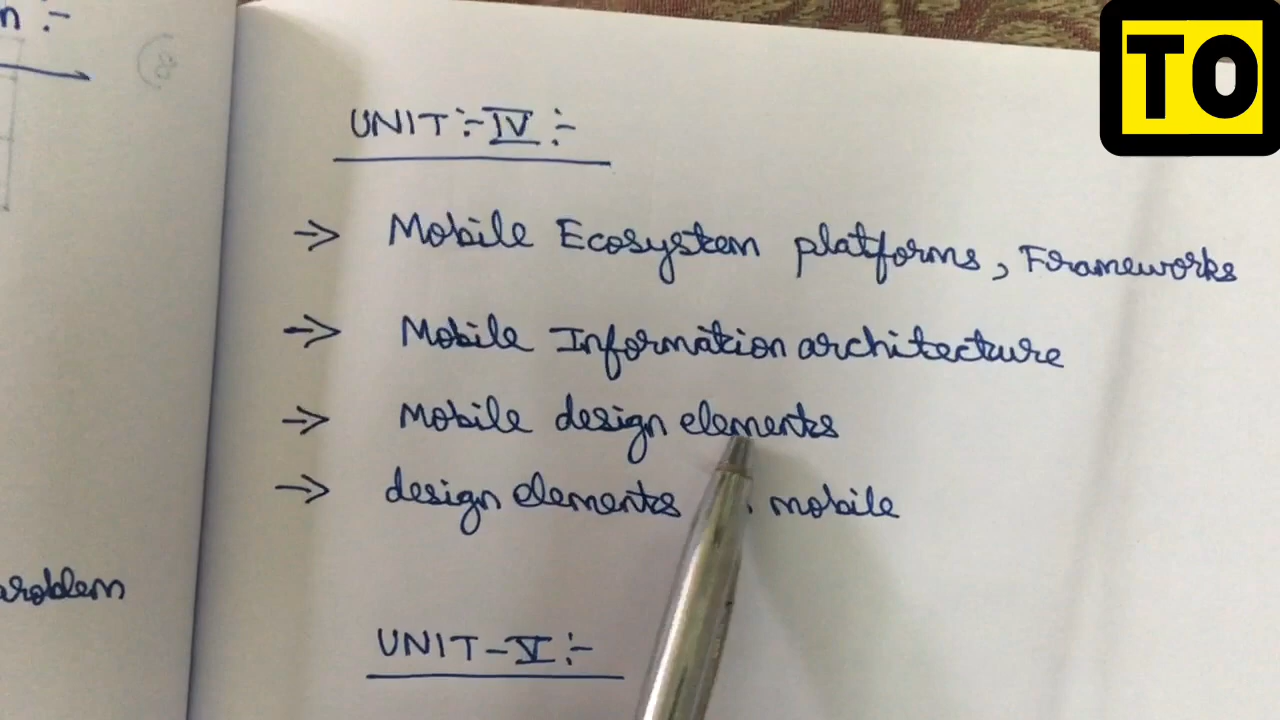 n :-
TO
UNIT :- IV :-
→ Mobile Ecosystem platforms, Frameworks
→ Mobile Information architecture
→ Mobile design elements
→ design elements mobile
problem
UNIT - V :-